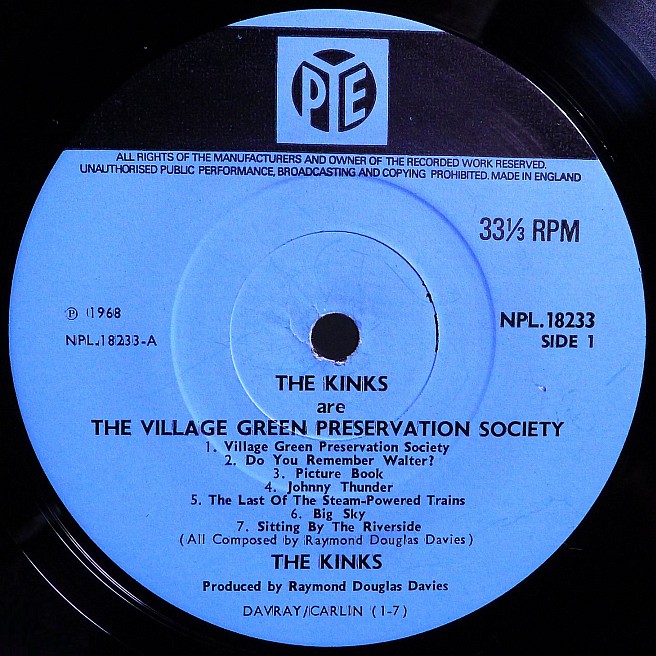 PYE
ALL RIGHTS OF THE MANUFACTURERS AND OWNER OF THE RECORDED WORK RESERVED.
UNAUTHORISED PUBLIC PERFORMANCE, BROADCASTING AND COPYING PROHIBITED. MADE IN ENGLAND
33⅓ RPM
Ⓟ 1968
NPL.18233-A
NPL.18233
SIDE 1
THE KINKS
are
THE VILLAGE GREEN PRESERVATION SOCIETY
1. Village Green Preservation Society
2. Do You Remember Walter?
3. Picture Book
4. Johnny Thunder
5. The Last Of The Steam-Powered Trains
6. Big Sky
7. Sitting By The Riverside
(All Composed by Raymond Douglas Davies)
THE KINKS
Produced by Raymond Douglas Davies
DAVRAY/CARLIN (1-7)